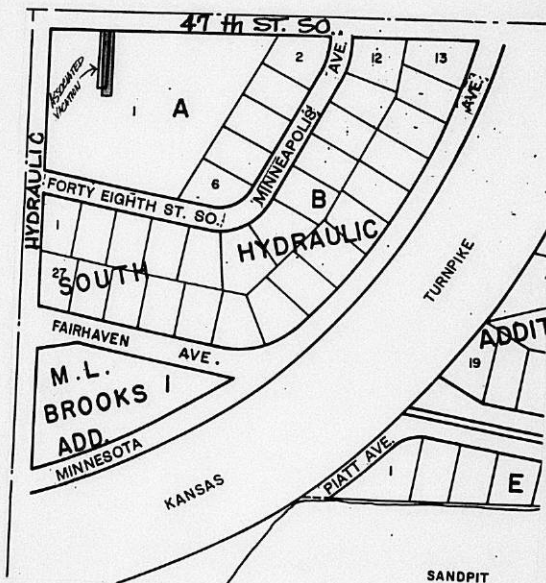 47 th ST. SO.
2
AVE.
12
13
AVE.
ASSOCIATED
VACATION
1
A
HYDRAULIC
6
MINNEAPOLIS
FORTY EIGHTH ST. SO.
B
1
HYDRAULIC
27
SOUTH
TURNPIKE
FAIRHAVEN
AVE.
ADDIT
19
M.L.
BROOKS
1
ADD.
MINNESOTA
KANSAS
PIATT AVE.
1
E
SANDPIT